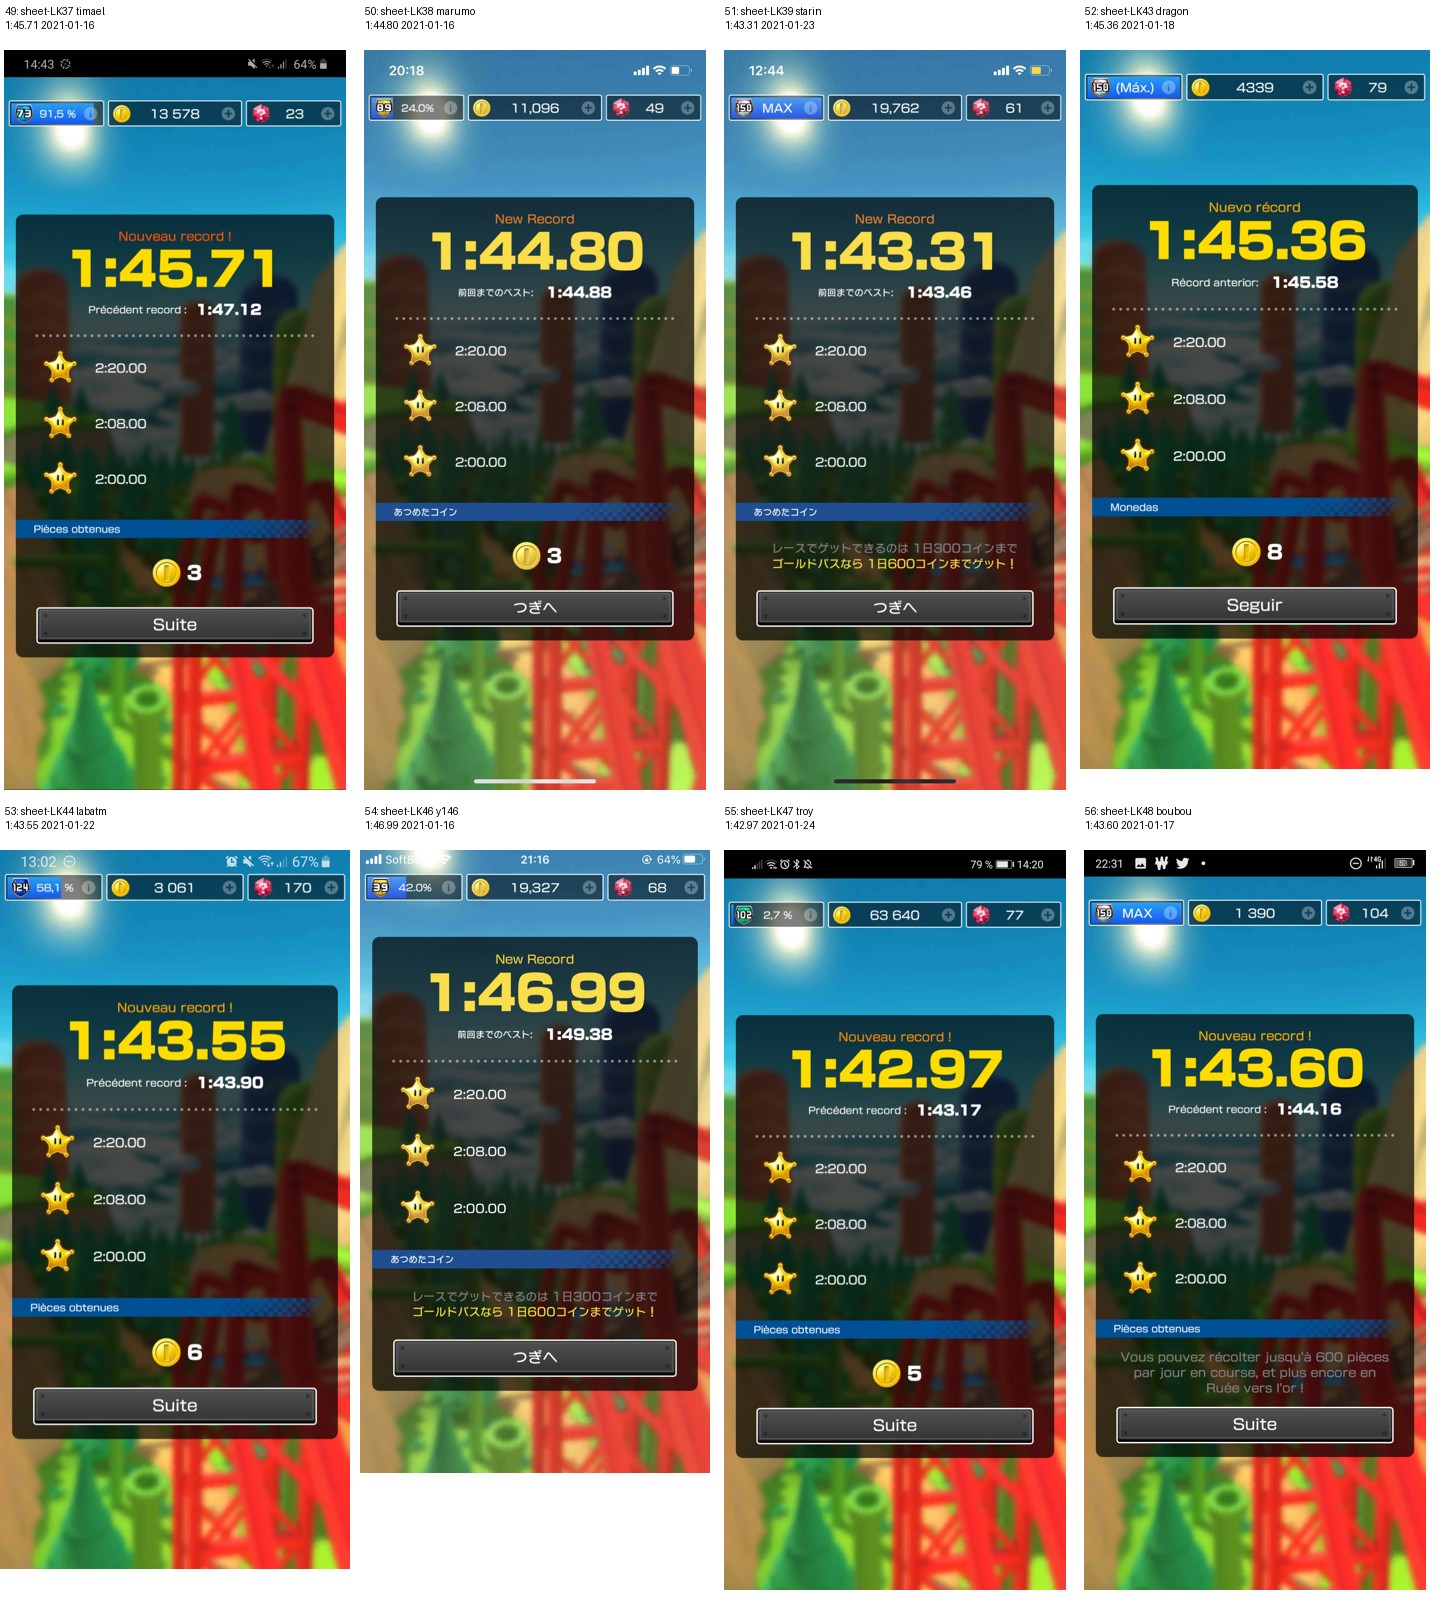 49: sheet-LK37 timael
1:45.71 2021-01-16
14:43 64%
73 91,5 % 13 578 23
Nouveau record !
1:45.71
Précédent record : 1:47.12
2:20.00
2:08.00
2:00.00
Pièces obtenues
3
Suite
50: sheet-LK38 marumo
1:44.80 2021-01-16
20:18
89 24.0% 11,096 49
New Record
1:44.80
前回までのベスト: 1:44.88
2:20.00
2:08.00
2:00.00
あつめたコイン
3
つぎへ
51: sheet-LK39 starin
1:43.31 2021-01-23
12:44
150 MAX 19,762 61
New Record
1:43.31
前回までのベスト: 1:43.46
2:20.00
2:08.00
2:00.00
あつめたコイン
レースでゲットできるのは 1日300コインまで
ゴールドパスなら 1日600コインまでゲット！
つぎへ
52: sheet-LK43 dragon
1:45.36 2021-01-18
150 (Máx.) 4339 79
Nuevo récord
1:45.36
Récord anterior: 1:45.58
2:20.00
2:08.00
2:00.00
Monedas
8
Seguir
53: sheet-LK44 labatm
1:43.55 2021-01-22
13:02 67%
124 58,1 % 3 061 170
Nouveau record !
1:43.55
Précédent record : 1:43.90
2:20.00
2:08.00
2:00.00
Pièces obtenues
6
Suite
54: sheet-LK46 y146
1:46.99 2021-01-16
21:16 64%
39 42.0% 19,327 68
New Record
1:46.99
前回までのベスト: 1:49.38
2:20.00
2:08.00
2:00.00
あつめたコイン
レースでゲットできるのは 1日300コインまで
ゴールドパスなら 1日600コインまでゲット！
つぎへ
55: sheet-LK47 troy
1:42.97 2021-01-24
79 % 14:20
102 2,7 % 63 640 77
Nouveau record !
1:42.97
Précédent record : 1:43.17
2:20.00
2:08.00
2:00.00
Pièces obtenues
5
Suite
56: sheet-LK48 boubou
1:43.60 2021-01-17
22:31
150 MAX 1 390 104
Nouveau record !
1:43.60
Précédent record : 1:44.16
2:20.00
2:08.00
2:00.00
Pièces obtenues
Vous pouvez récolter jusqu'à 600 pièces
par jour en course, et plus encore en
Ruée vers l'or !
Suite